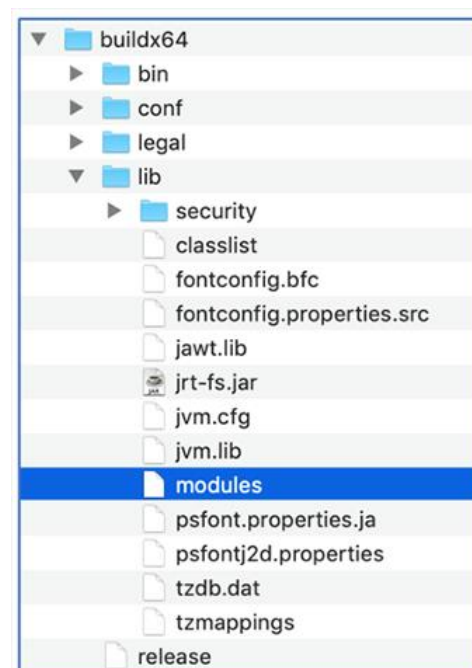 buildx64
bin
conf
legal
lib
security
classlist
fontconfig.bfc
fontconfig.properties.src
jawt.lib
jrt-fs.jar
jvm.cfg
jvm.lib
modules
psfont.properties.ja
psfontj2d.properties
tzdb.dat
tzmappings
release